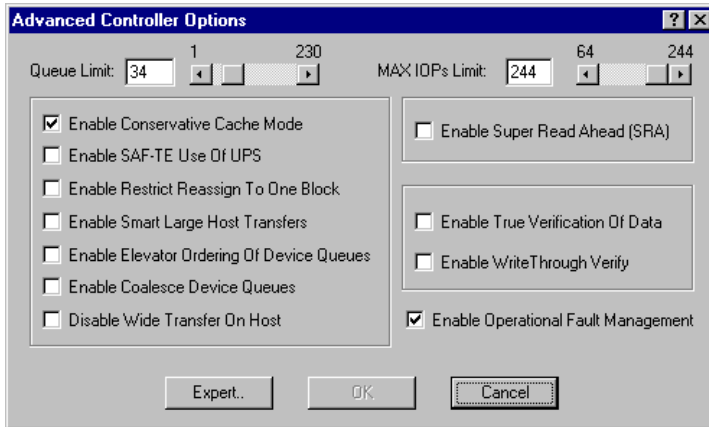 Advanced Controller Options
1 230 64 244
Queue Limit: 34 MAX IOPs Limit: 244
Enable Conservative Cache Mode
Enable SAF-TE Use Of UPS
Enable Restrict Reassign To One Block
Enable Smart Large Host Transfers
Enable Elevator Ordering Of Device Queues
Enable Coalesce Device Queues
Disable Wide Transfer On Host
Enable Super Read Ahead (SRA)
Enable True Verification Of Data
Enable WriteThrough Verify
Enable Operational Fault Management
Expert.. OK Cancel